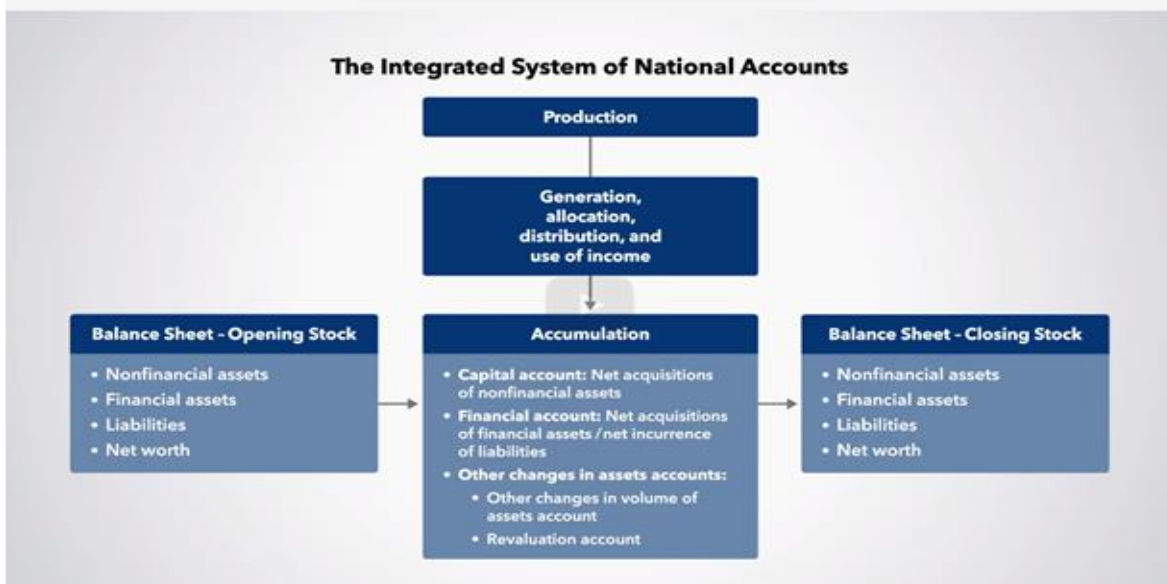 The Integrated System of National Accounts
Production
Generation,
allocation,
distribution, and
use of income
Balance Sheet – Opening Stock
• Nonfinancial assets
• Financial assets
• Liabilities
• Net worth
Accumulation
• Capital account: Net acquisitions
of nonfinancial assets
• Financial account: Net acquisitions
of financial assets / net incurrence
of liabilities
• Other changes in assets accounts:
• Other changes in volume of
assets account
• Revaluation account
Balance Sheet – Closing Stock
• Nonfinancial assets
• Financial assets
• Liabilities
• Net worth